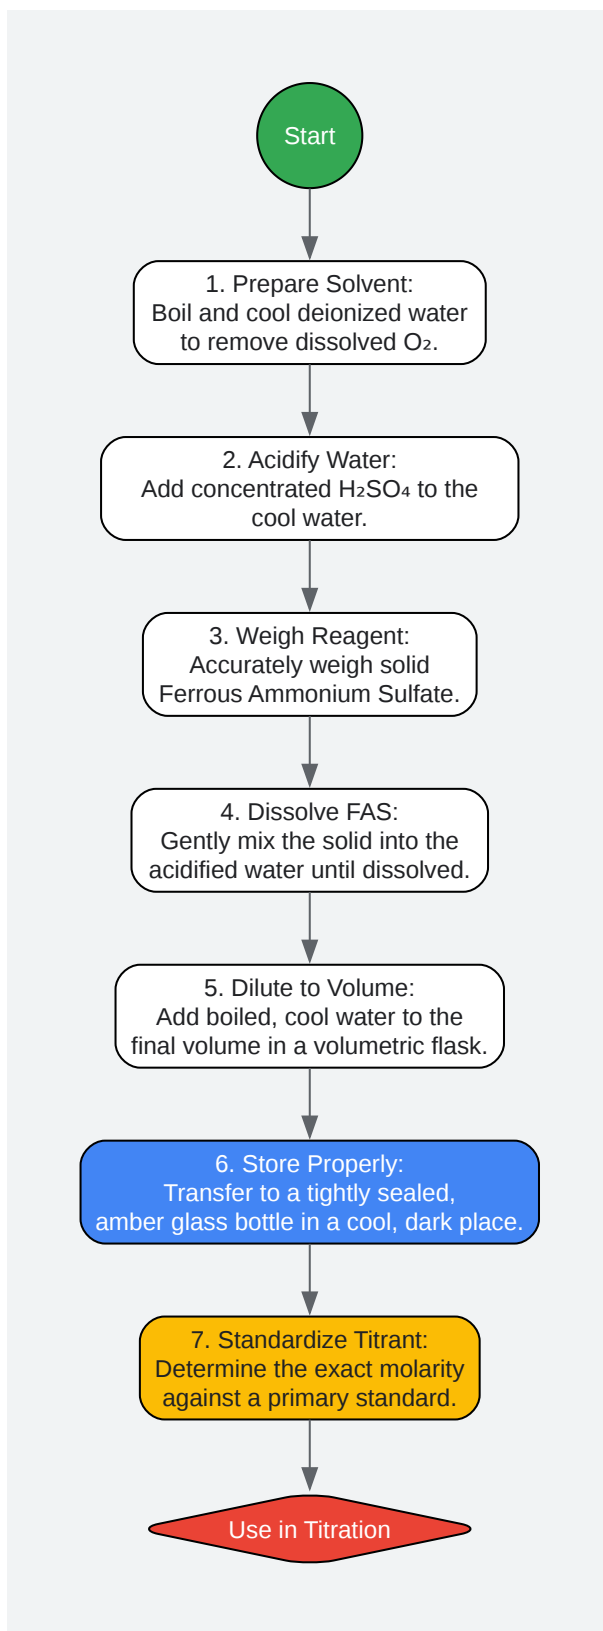 Start
1. Prepare Solvent:
Boil and cool deionized water
to remove dissolved O₂.
2. Acidify Water:
Add concentrated H₂SO₄ to the
cool water.
3. Weigh Reagent:
Accurately weigh solid
Ferrous Ammonium Sulfate.
4. Dissolve FAS:
Gently mix the solid into the
acidified water until dissolved.
5. Dilute to Volume:
Add boiled, cool water to the
final volume in a volumetric flask.
6. Store Properly:
Transfer to a tightly sealed,
amber glass bottle in a cool, dark place.
7. Standardize Titrant:
Determine the exact molarity
against a primary standard.
Use in Titration